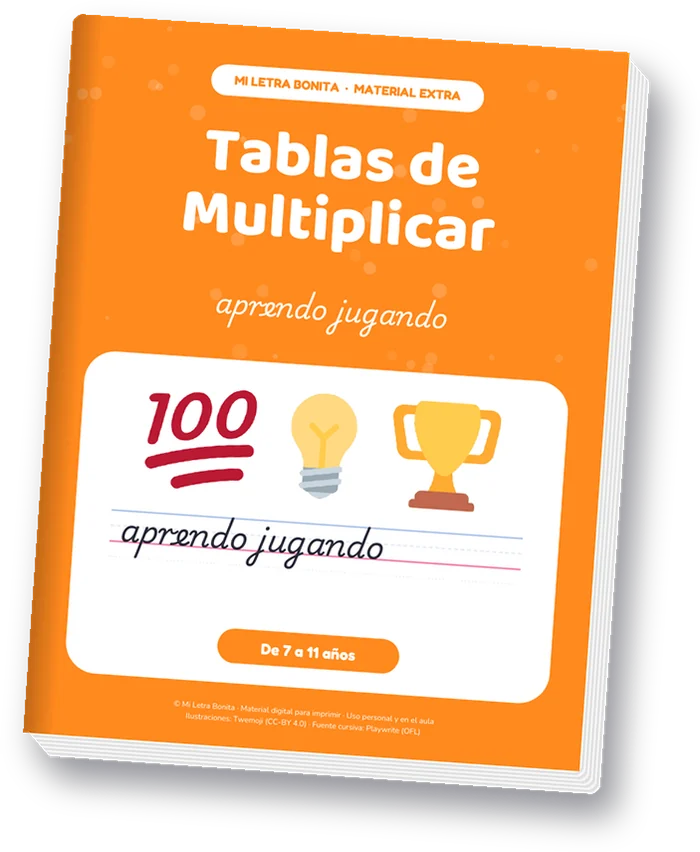 MI LETRA BONITA · MATERIAL EXTRA
Tablas de
Multiplicar
aprendo jugando
100
aprendo jugando
De 7 a 11 años
© Mi Letra Bonita · Material digital para imprimir · Uso personal y en el aula
Ilustraciones: Twemoji (CC-BY 4.0) · Fuente cursiva: Playwrite (OFL)